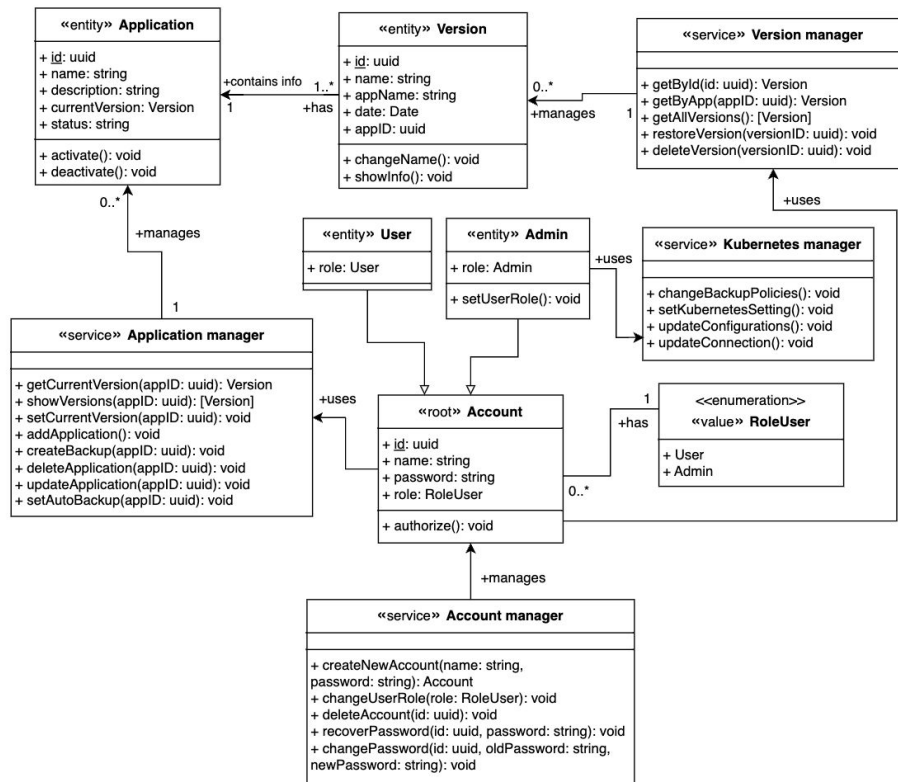 «entity» Application
+ id: uuid
+ name: string
+ description: string
+ currentVersion: Version
+ status: string
+ activate(): void
+ deactivate(): void
+contains info
1
1..*
+has
«entity» Version
+ id: uuid
+ name: string
+ appName: string
+ date: Date
+ appID: uuid
+ changeName(): void
+ showInfo(): void
0..*
+manages
1
«service» Version manager
+ getById(id: uuid): Version
+ getByApp(appID: uuid): Version
+ getAllVersions(): [Version]
+ restoreVersion(versionID: uuid): void
+ deleteVersion(versionID: uuid): void
+uses
0..*
+manages
1
«entity» User
+ role: User
«entity» Admin
+ role: Admin
+ setUserRole(): void
+uses
«service» Kubernetes manager
+ changeBackupPolicies(): void
+ setKubernetesSetting(): void
+ updateConfigurations(): void
+ updateConnection(): void
«service» Application manager
+ getCurrentVersion(appID: uuid): Version
+ showVersions(appID: uuid): [Version]
+ setCurrentVersion(appID: uuid): void
+ addApplication(): void
+ createBackup(appID: uuid): void
+ deleteApplication(appID: uuid): void
+ updateApplication(appID: uuid): void
+ setAutoBackup(appID: uuid): void
+uses
«root» Account
+ id: uuid
+ name: string
+ password: string
+ role: RoleUser
+ authorize(): void
1
+has
0..*
<<enumeration>>
«value» RoleUser
+ User
+ Admin
+manages
«service» Account manager
+ createNewAccount(name: string,
password: string): Account
+ changeUserRole(role: RoleUser): void
+ deleteAccount(id: uuid): void
+ recoverPassword(id: uuid, password: string): void
+ changePassword(id: uuid, oldPassword: string,
newPassword: string): void